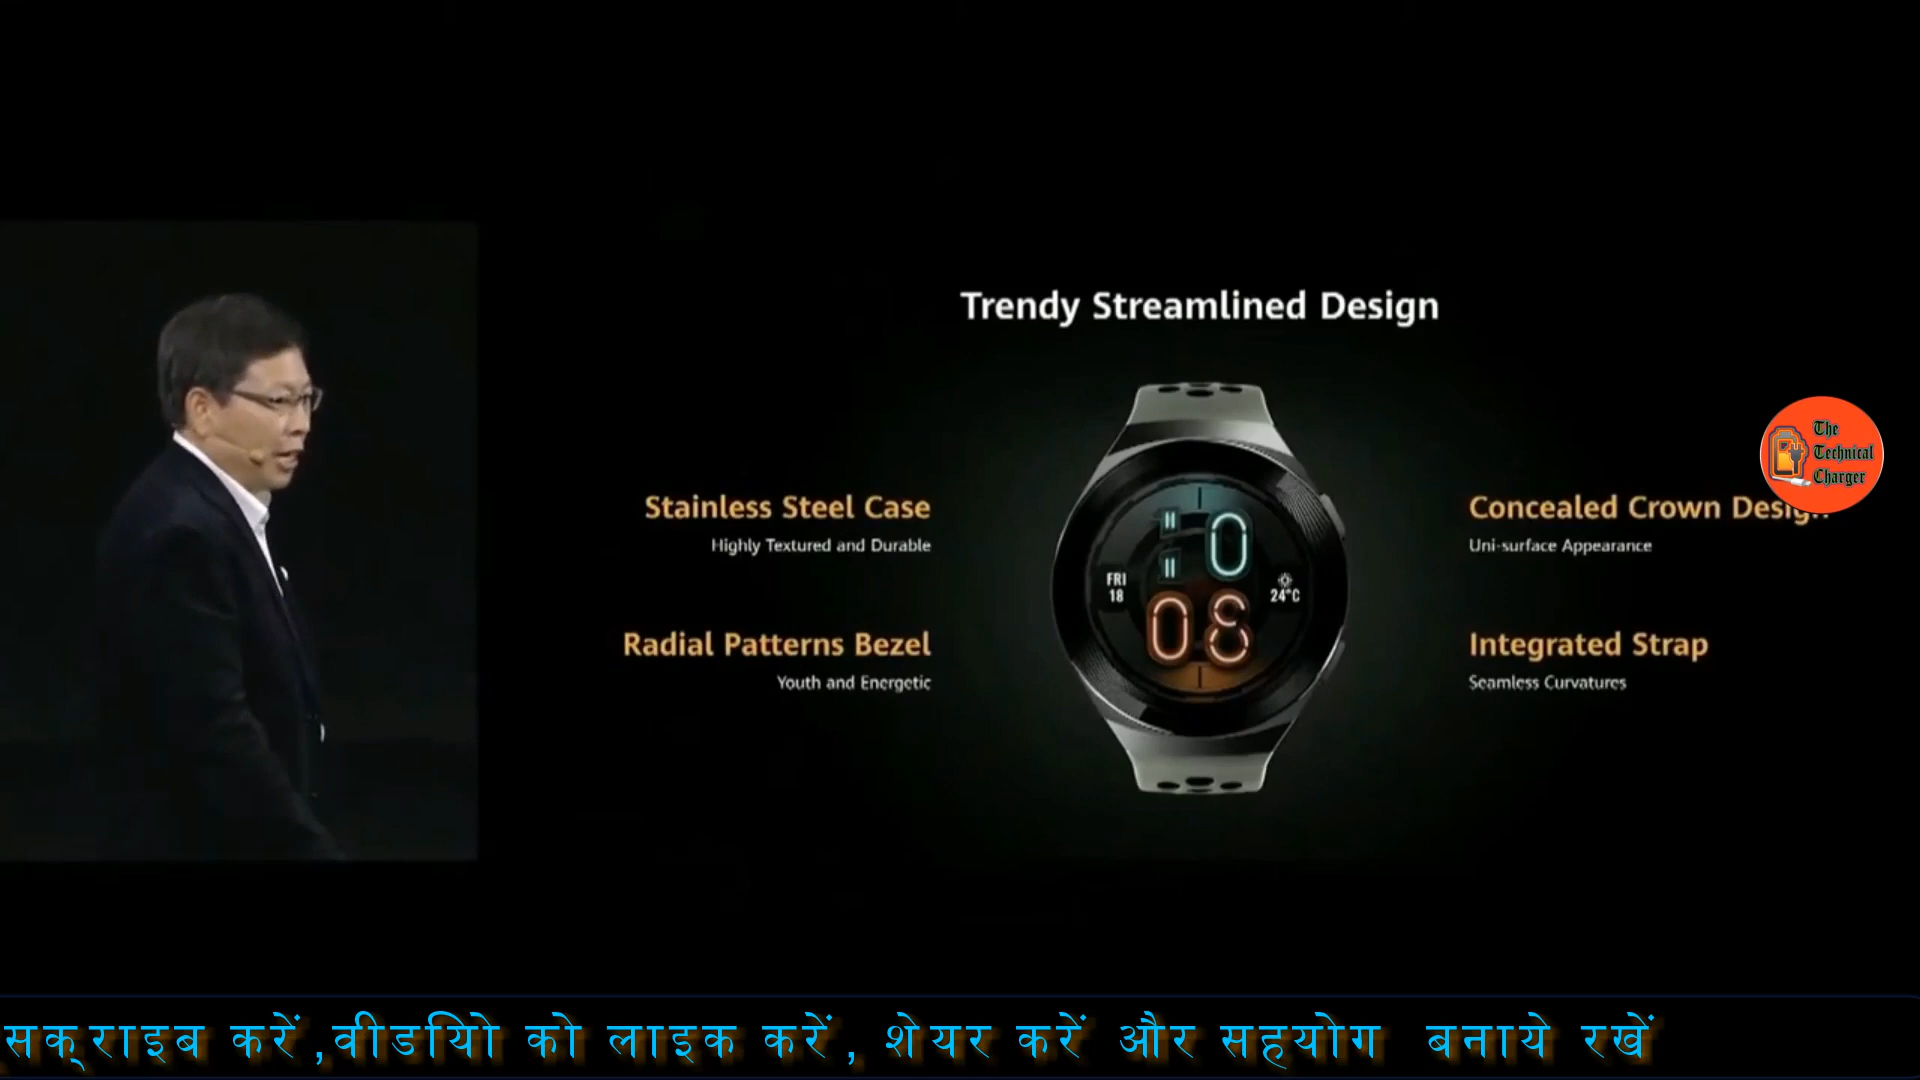 Trendy Streamlined Design
Stainless Steel Case
Highly Textured and Durable
Radial Patterns Bezel
Youth and Energetic
FRI
18
10
08
24°C
Concealed Crown Design
Uni-surface Appearance
Integrated Strap
Seamless Curvatures
The
Technical
Charger
सक्राइब करें ,वीडियो को लाइक करें, शेयर करें और सहयोग बनाये रखें